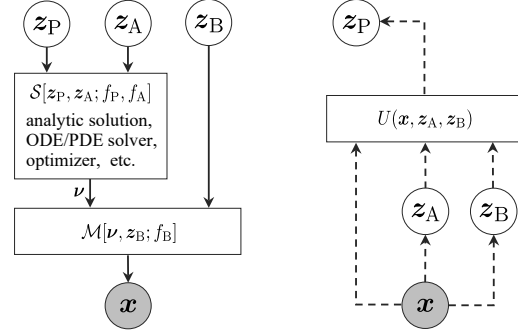 z_P z_A z_B
S[z_P, z_A; f_P, f_A]
analytic solution,
ODE/PDE solver,
optimizer, etc.
ν
M[ν, z_B; f_B]
x
z_P
U(x, z_A, z_B)
z_A z_B
x